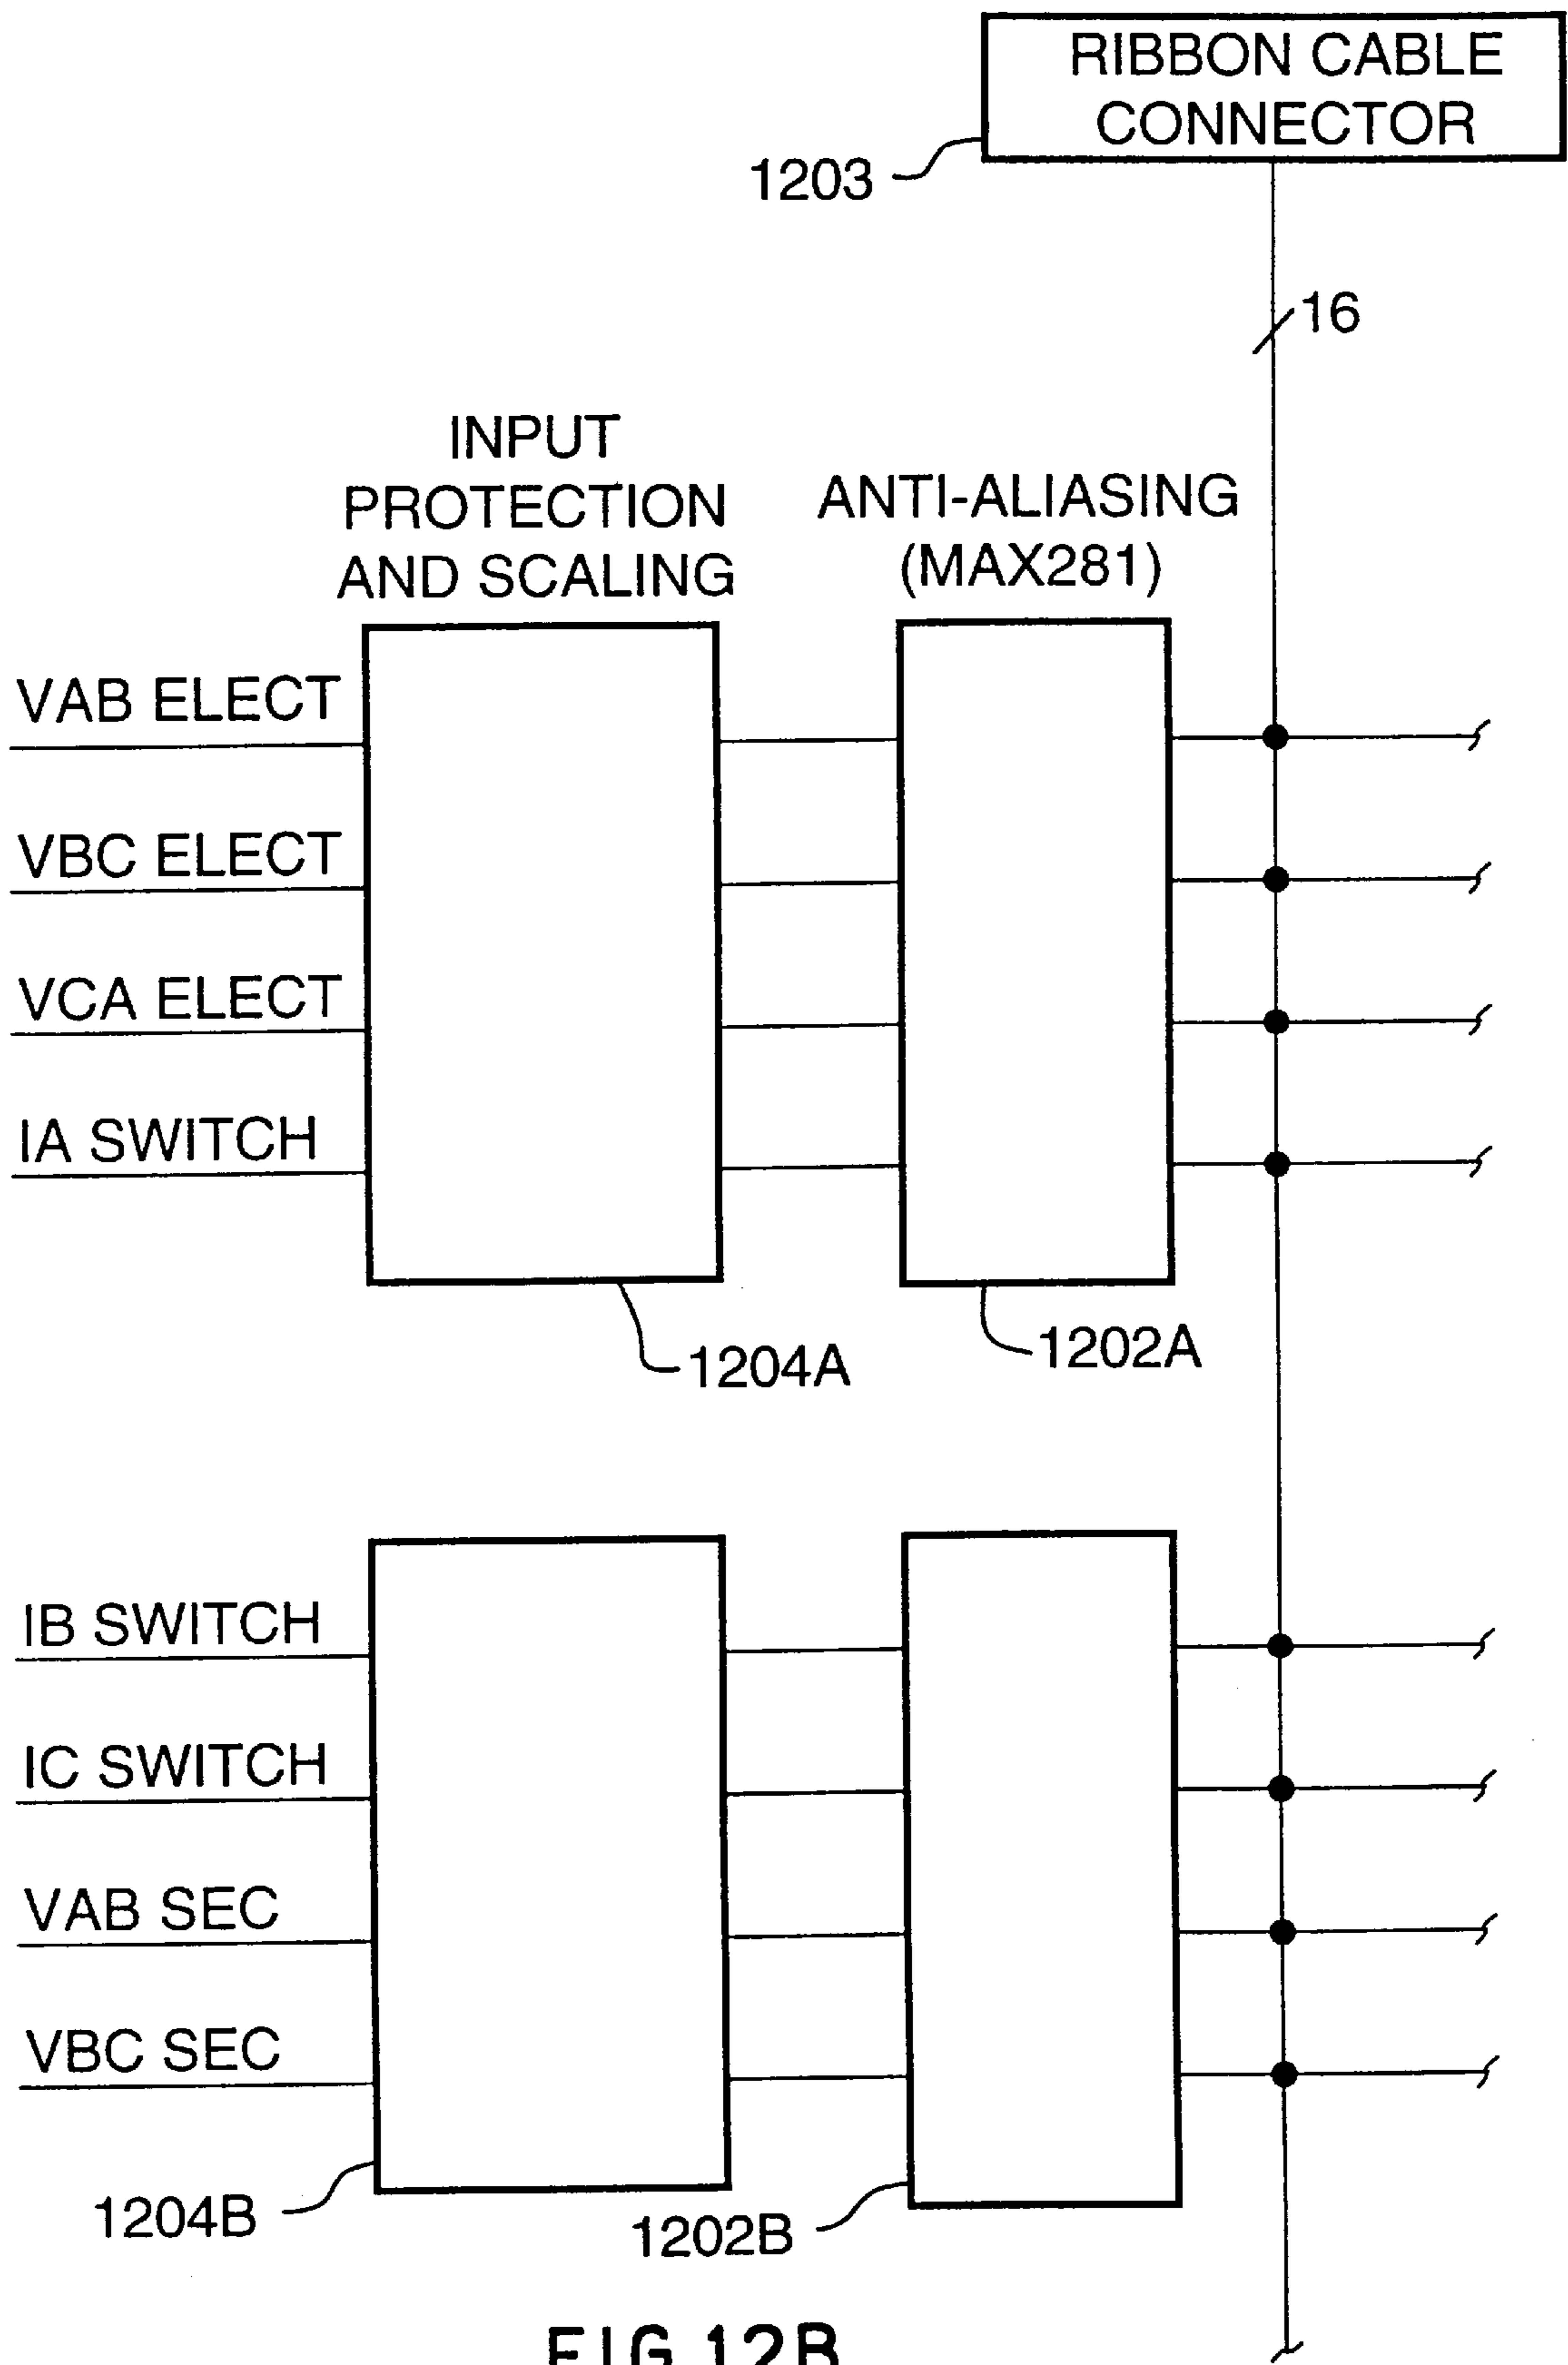 RIBBON CABLE
CONNECTOR
1203
16
INPUT
PROTECTION
AND SCALING
ANTI-ALIASING
(MAX281)
VAB ELECT
VBC ELECT
VCA ELECT
IA SWITCH
1204A
1202A
IB SWITCH
IC SWITCH
VAB SEC
VBC SEC
1204B
1202B
FIG.12B